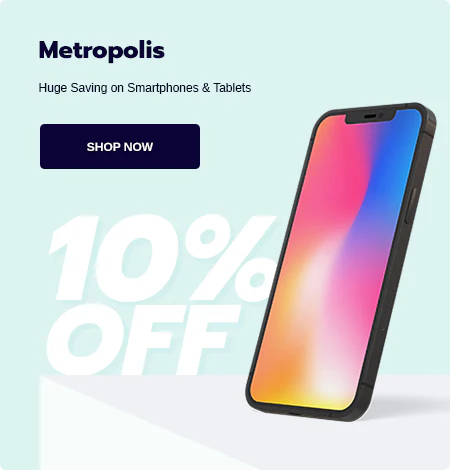 Metropolis
Huge Saving on Smartphones & Tablets
SHOP NOW
10%
OFF